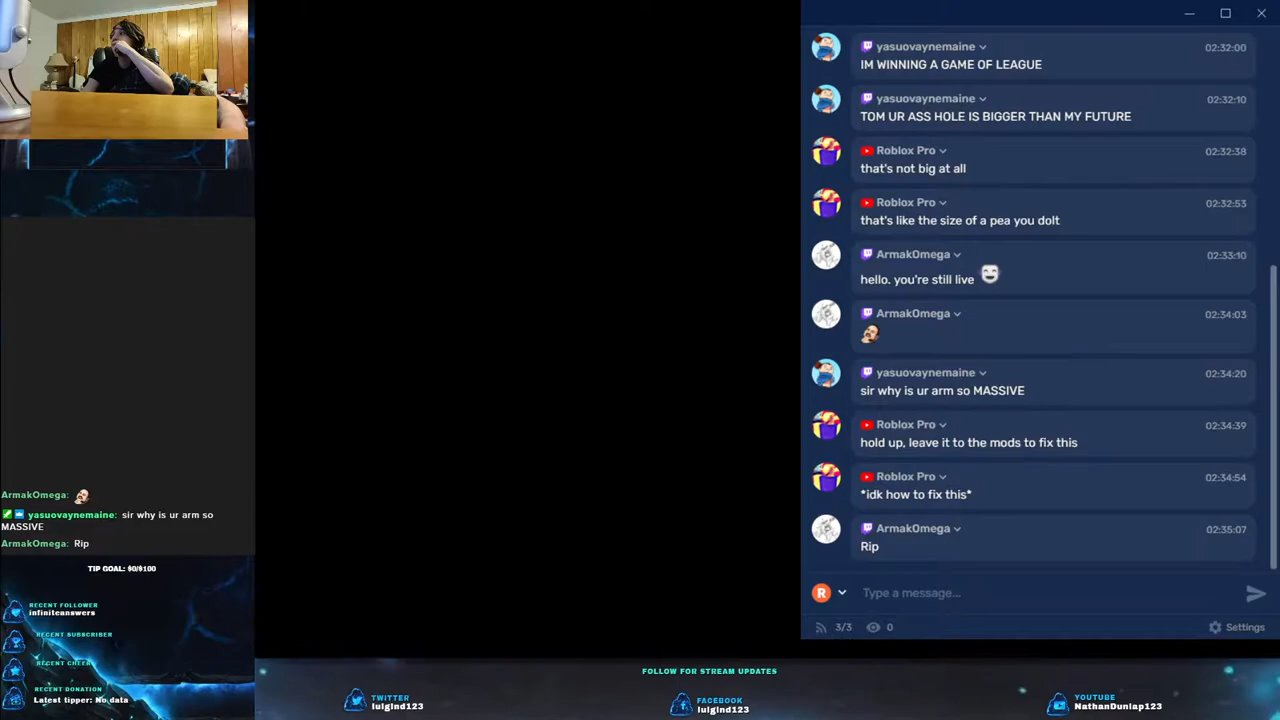 yasuovaynemaine
02:32:00
IM WINNING A GAME OF LEAGUE
yasuovaynemaine
02:32:10
TOM UR ASS HOLE IS BIGGER THAN MY FUTURE
Roblox Pro
02:32:38
that's not big at all
Roblox Pro
02:32:53
that's like the size of a pea you dolt
ArmakOmega
02:33:10
hello. you're still live
ArmakOmega
02:34:03
yasuovaynemaine
02:34:20
sir why is ur arm so MASSIVE
Roblox Pro
02:34:39
hold up, leave it to the mods to fix this
Roblox Pro
02:34:54
*idk how to fix this*
ArmakOmega
02:35:07
Rip
R
Type a message...
3/3
0
Settings
ArmakOmega:
yasuovaynemaine: sir why is ur arm so
MASSIVE
ArmakOmega: Rip
TIP GOAL: $0/$100
RECENT FOLLOWER
infiniteanswers
RECENT SUBSCRIBER
RECENT CHEER
RECENT DONATION
Latest tipper: No data
FOLLOW FOR STREAM UPDATES
TWITTER
luigind123
FACEBOOK
luigind123
YOUTUBE
NathanDunlap123